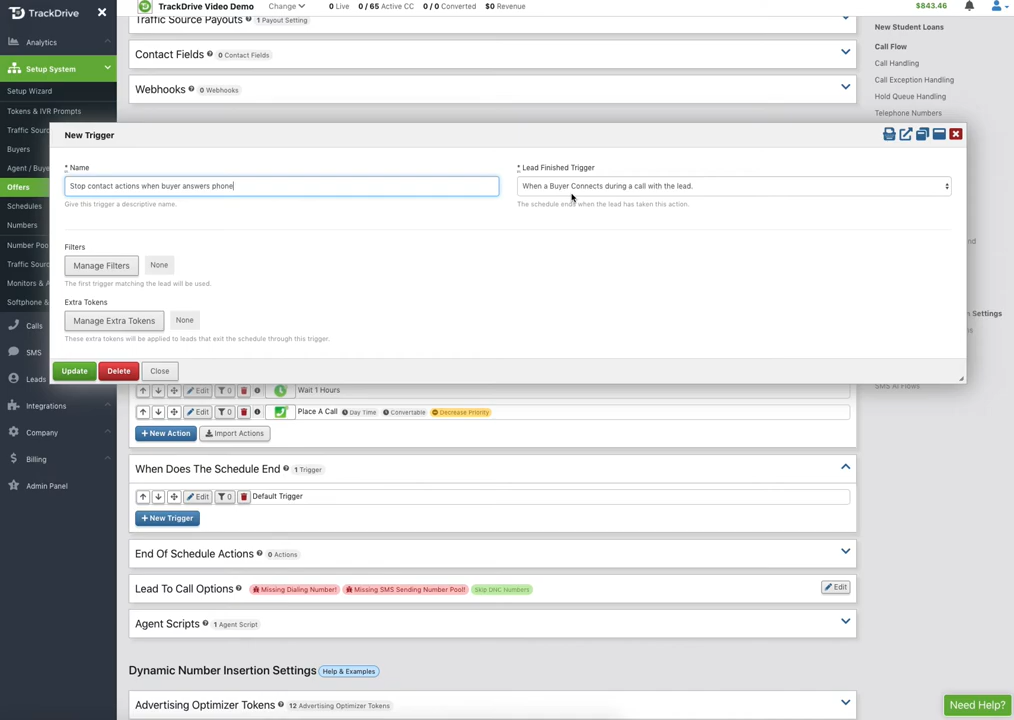 TrackDrive
TrackDrive Video Demo
Change
0 Live
0 / 65 Active CC
0 / 0 Converted
$0 Revenue
$843.46
Analytics
Setup System
Setup Wizard
Tokens & IVR Prompts
Traffic Sourc
Buyers
Agent / Buye
Offers
Schedules
Numbers
Number Poo
Traffic Sourc
Monitors & A
Softphone &
Calls
SMS
Leads
Integrations
Company
Billing
Admin Panel
Traffic Source Payouts
1 Payout Setting
Contact Fields
0 Contact Fields
Webhooks
0 Webhooks
New Student Loans
Call Flow
Call Handling
Call Exception Handling
Hold Queue Handling
Telephone Numbers
nd
n Settings
SMS AI Flows
New Trigger
* Name
Stop contact actions when buyer answers phone
Give this trigger a descriptive name.
* Lead Finished Trigger
When a Buyer Connects during a call with the lead.
The schedule ends when the lead has taken this action.
Filters
Manage Filters
None
The first trigger matching the lead will be used.
Extra Tokens
Manage Extra Tokens
None
These extra tokens will be applied to leads that exit the schedule through this trigger.
Update
Delete
Close
Edit
0
Wait 1 Hours
Edit
0
Place A Call
Day Time
Convertable
Decrease Priority
+ New Action
Import Actions
When Does The Schedule End
1 Trigger
Edit
0
Default Trigger
+ New Trigger
End Of Schedule Actions
0 Actions
Lead To Call Options
Missing Dialing Number!
Missing SMS Sending Number Pool!
Skip DNC Numbers
Edit
Agent Scripts
1 Agent Script
Dynamic Number Insertion Settings
Help & Examples
Advertising Optimizer Tokens
12 Advertising Optimizer Tokens
Need Help?